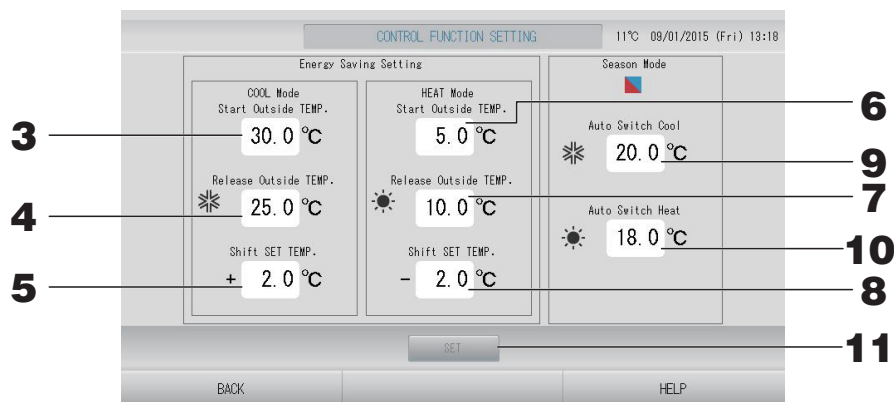 CONTROL FUNCTION SETTING 11℃ 09/01/2015 (Fri) 13:18
Energy Saving Setting
COOL Mode
Start Outside TEMP.
3 30.0 ℃
Release Outside TEMP.
4 25.0 ℃
Shift SET TEMP.
5 + 2.0 ℃
HEAT Mode
Start Outside TEMP.
5.0 ℃ 6
Release Outside TEMP.
10.0 ℃ 7
Shift SET TEMP.
- 2.0 ℃ 8
Season Mode
Auto Switch Cool
20.0 ℃ 9
Auto Switch Heat
18.0 ℃ 10
SET 11
BACK HELP